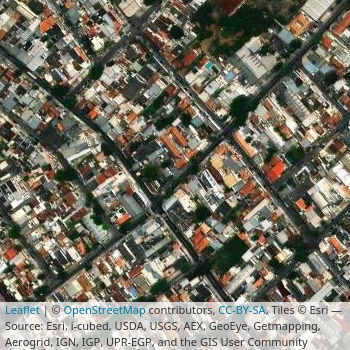 Leaflet | © OpenStreetMap contributors, CC-BY-SA, Tiles © Esri —
Source: Esri, i-cubed, USDA, USGS, AEX, GeoEye, Getmapping,
Aerogrid, IGN, IGP, UPR-EGP, and the GIS User Community